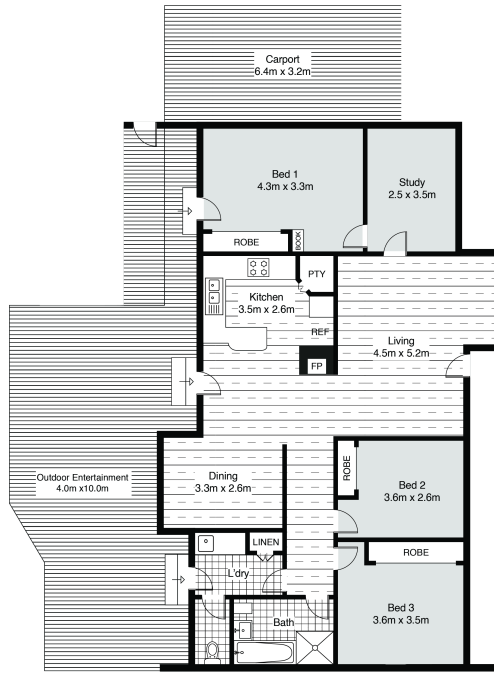 Carport
6.4m x 3.2m
Bed 1
4.3m x 3.3m
Study
2.5 x 3.5m
ROBE
BOOK
PTY
Kitchen
3.5m x 2.6m
REF
Living
4.5m x 5.2m
FP
ROBE
Bed 2
3.6m x 2.6m
Dining
3.3m x 2.6m
Outdoor Entertainment
4.0m x10.0m
LINEN
L'dry
ROBE
Bed 3
3.6m x 3.5m
Bath